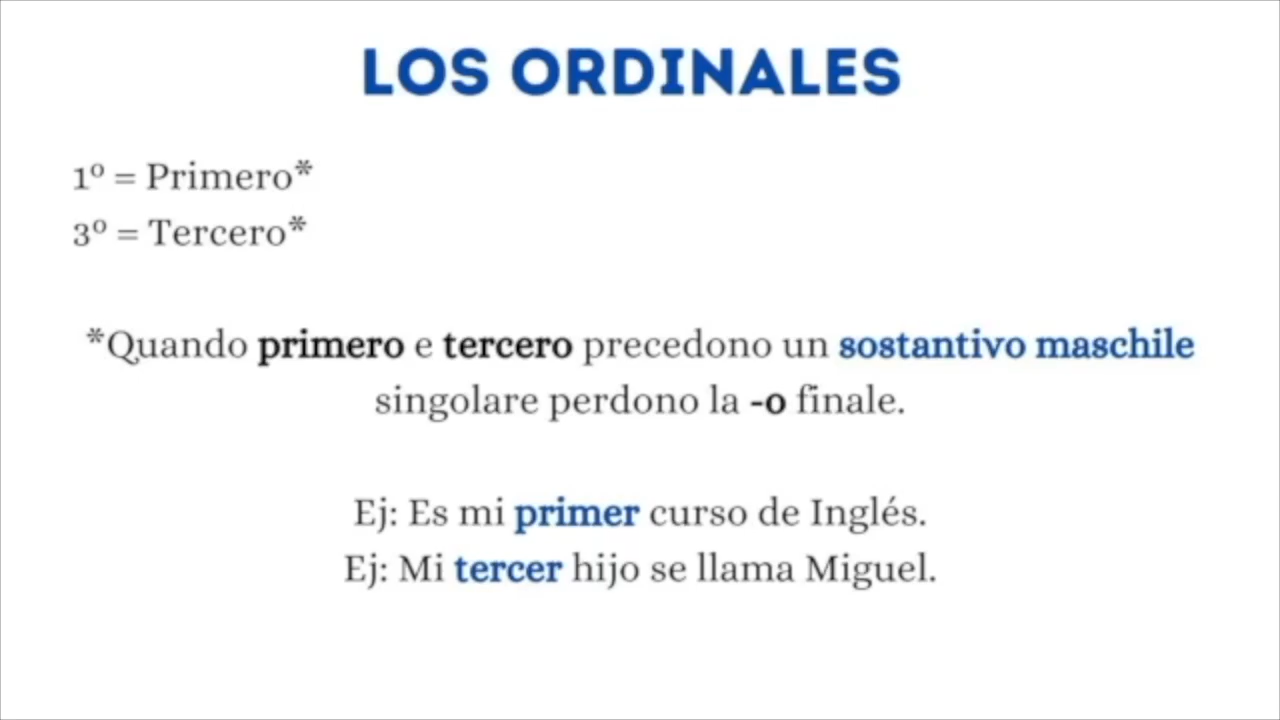 LOS ORDINALES
1º = Primero*
3º = Tercero*
*Quando primero e tercero precedono un sostantivo maschile
singolare perdono la -o finale.
Ej: Es mi primer curso de Inglés.
Ej: Mi tercer hijo se llama Miguel.